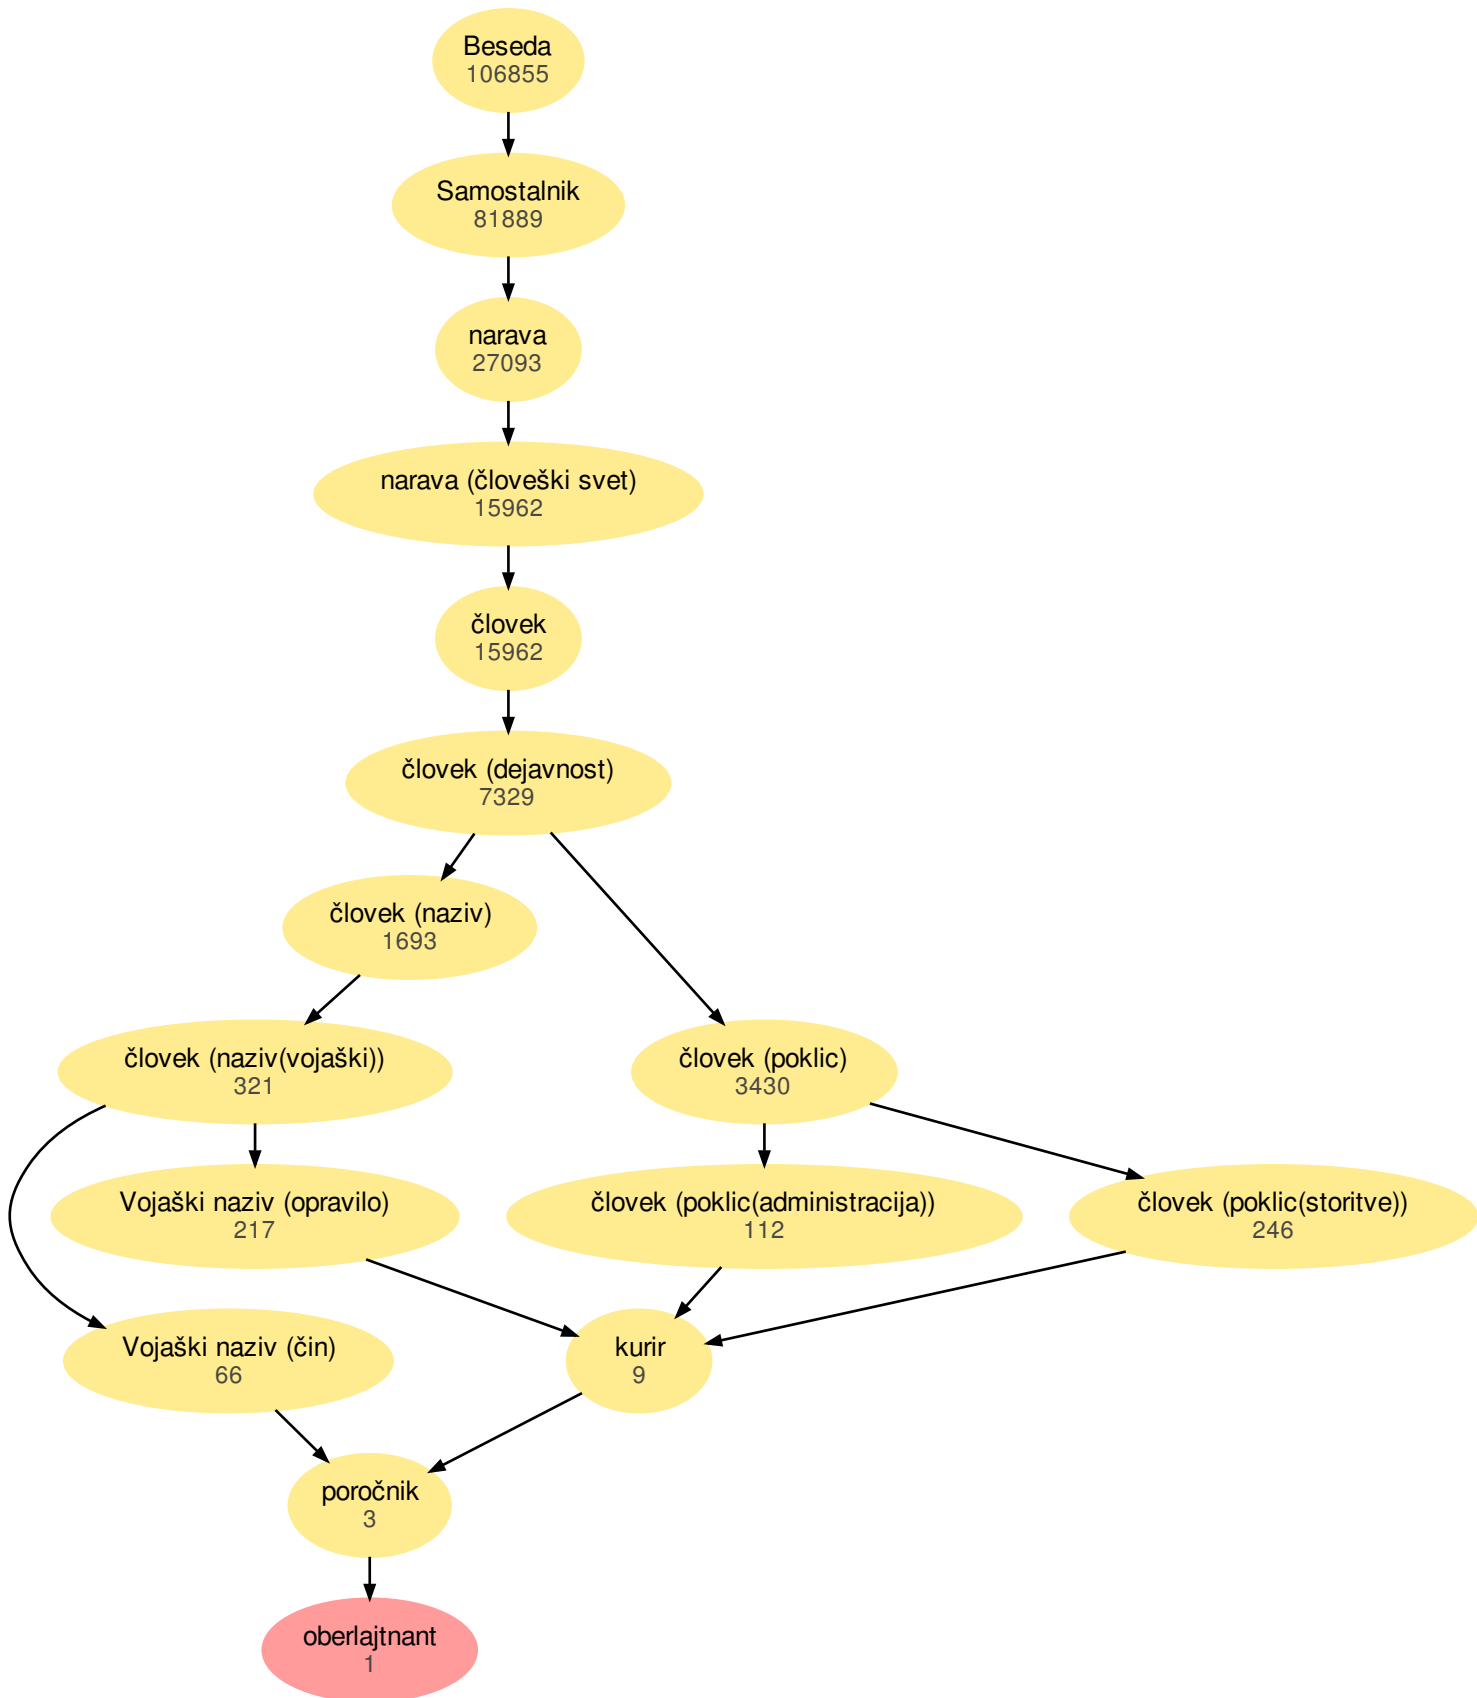 Beseda
106855
Samostalnik
81889
narava
27093
narava (človeški svet)
15962
človek
15962
človek (dejavnost)
7329
človek (naziv)
1693
človek (naziv(vojaški))
321
človek (poklic)
3430
Vojaški naziv (opravilo)
217
človek (poklic(administracija))
112
človek (poklic(storitve))
246
Vojaški naziv (čin)
66
kurir
9
poročnik
3
oberlajtnant
1